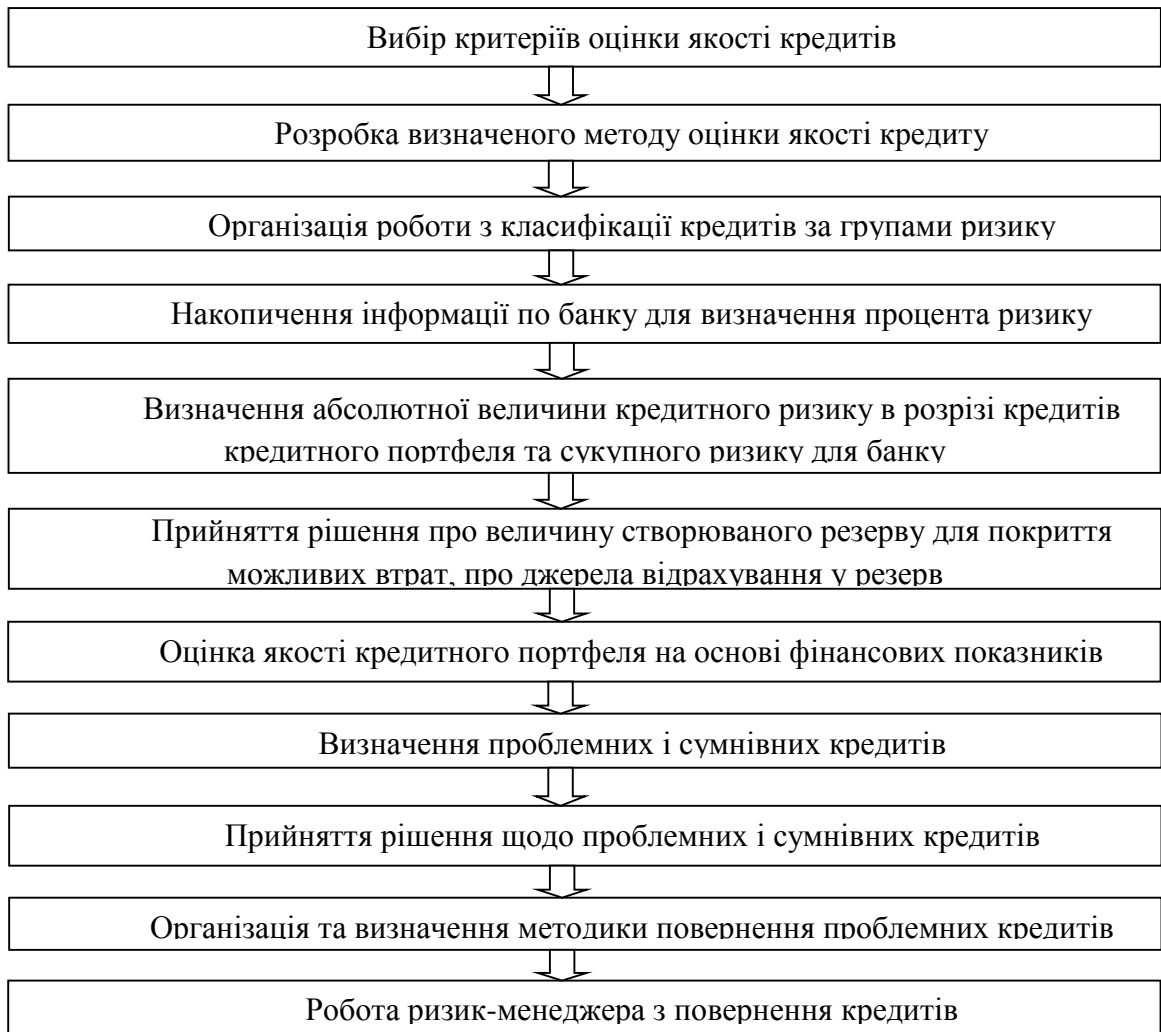 Вибір критеріїв оцінки якості кредитів
Розробка визначеного методу оцінки якості кредиту
Організація роботи з класифікації кредитів за групами ризику
Накопичення інформації по банку для визначення процента ризику
Визначення абсолютної величини кредитного ризику в розрізі кредитів
кредитного портфеля та сукупного ризику для банку
Прийняття рішення про величину створюваного резерву для покриття
можливих втрат, про джерела відрахування у резерв
Оцінка якості кредитного портфеля на основі фінансових показників
Визначення проблемних і сумнівних кредитів
Прийняття рішення щодо проблемних і сумнівних кредитів
Організація та визначення методики повернення проблемних кредитів
Робота ризик-менеджера з повернення кредитів